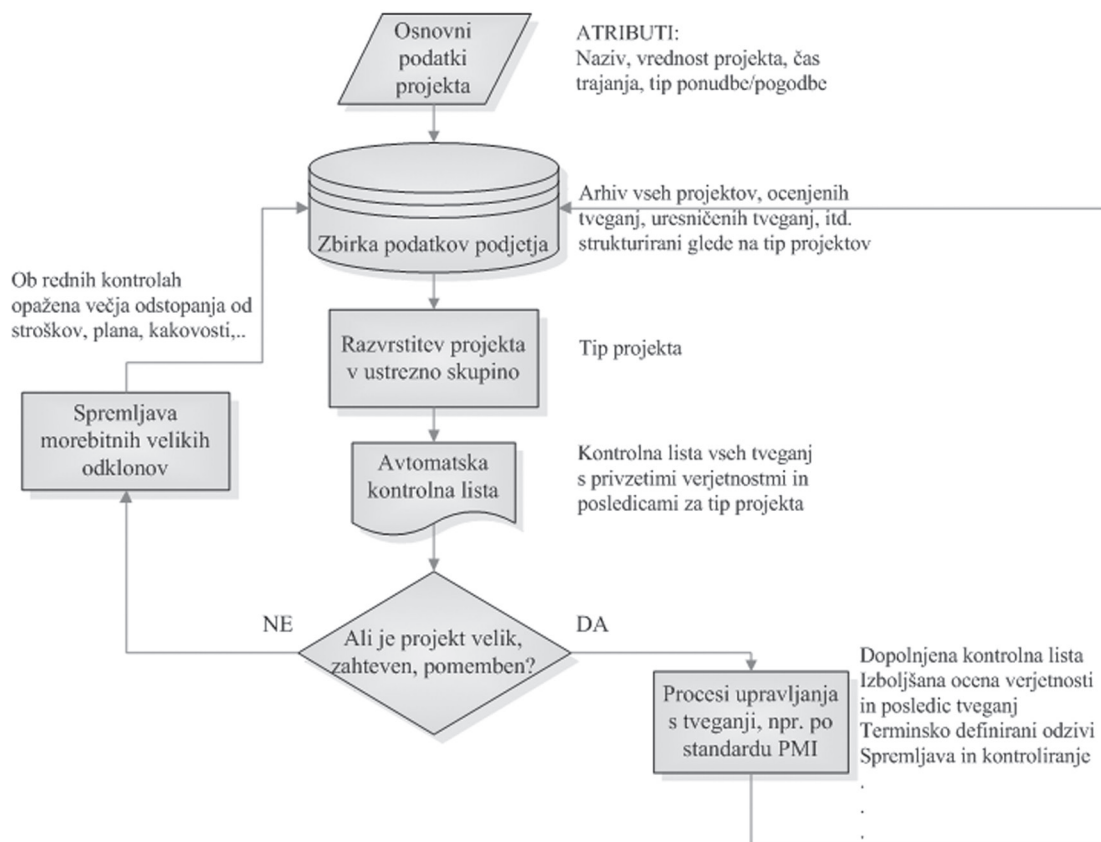 Osnovni
podatki
projekta
ATRIBUTI:
Naziv, vrednost projekta, čas
trajanja, tip ponudbe/pogodbe
Zbirka podatkov podjetja
Arhiv vseh projektov, ocenjenih
tveganj, uresničenih tveganj, itd.
strukturirani glede na tip projektov
Ob rednih kontrolah
opažena večja odstopanja od
stroškov, plana, kakovosti,..
Razvrstitev projekta
v ustrezno skupino
Tip projekta
Spremljava
morebitnih velikih
odklonov
Avtomatska
kontrolna lista
Kontrolna lista vseh tveganj
s privzetimi verjetnostmi in
posledicami za tip projekta
NE
Ali je projekt velik,
zahteven, pomemben?
DA
Procesi upravljanja
s tveganji, npr. po
standardu PMI
Dopolnjena kontrolna lista
Izboljšana ocena verjetnosti
in posledic tveganj
Terminsko definirani odzivi
Spremljava in kontroliranje
.
.
.